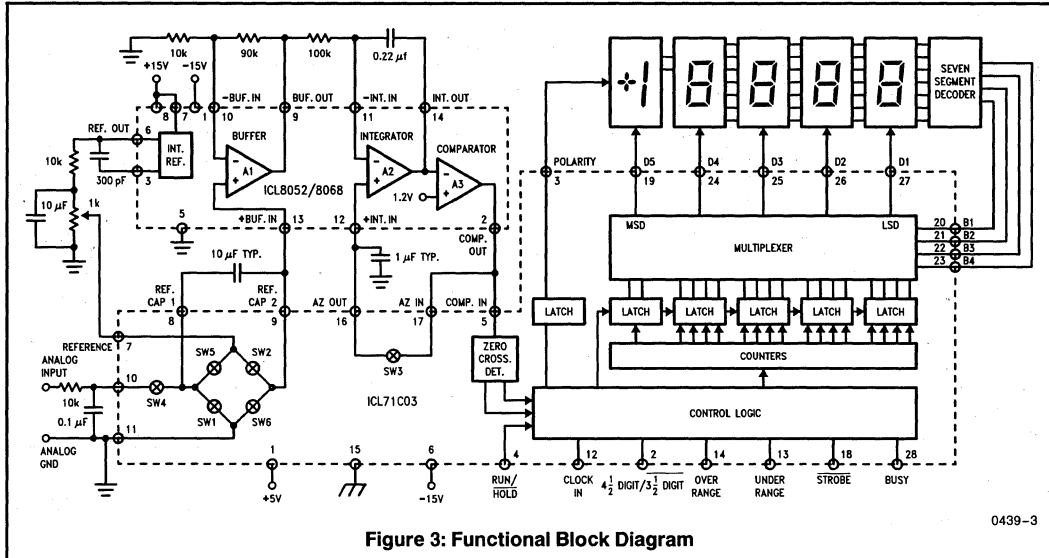 10k 90k 100k 0.22 μf
+15V -15V
8 7 1 10 9 11 14
-BUF. IN BUF. OUT -INT. IN INT. OUT
REF. OUT 6
INT. REF.
3
10k
300 pF
10 μF
1k
BUFFER
- A1 +
INTEGRATOR
- A2 +
COMPARATOR
- A3 +
1.2V
ICL8052/8068
5
+BUF. IN 13
12 +INT. IN
2 COMP. OUT
10 μF TYP.
1 μF TYP.
REF. CAP 1 8
REF. CAP 2 9
AZ OUT 16
AZ IN 17
COMP. IN 5
REFERENCE 7
ANALOG INPUT
10k
0.1 μF
10
11
ANALOG GND
SW4
SW5 SW2
SW1 SW6
SW3
ICL71C03
ZERO CROSS. DET.
1 +5V
15
6 -15V
+1 8 8 8 8
SEVEN SEGMENT DECODER
POLARITY 3
D5 19
D4 24
D3 25
D2 26
D1 27
MSD LSD
MULTIPLEXER
20 B1
21 B2
22 B3
23 B4
LATCH
LATCH LATCH LATCH LATCH LATCH
COUNTERS
CONTROL LOGIC
4 RUN/HOLD
12 CLOCK IN
2 4½ DIGIT/3½ DIGIT
14 OVER RANGE
13 UNDER RANGE
18 STROBE
28 BUSY
0439-3
Figure 3: Functional Block Diagram